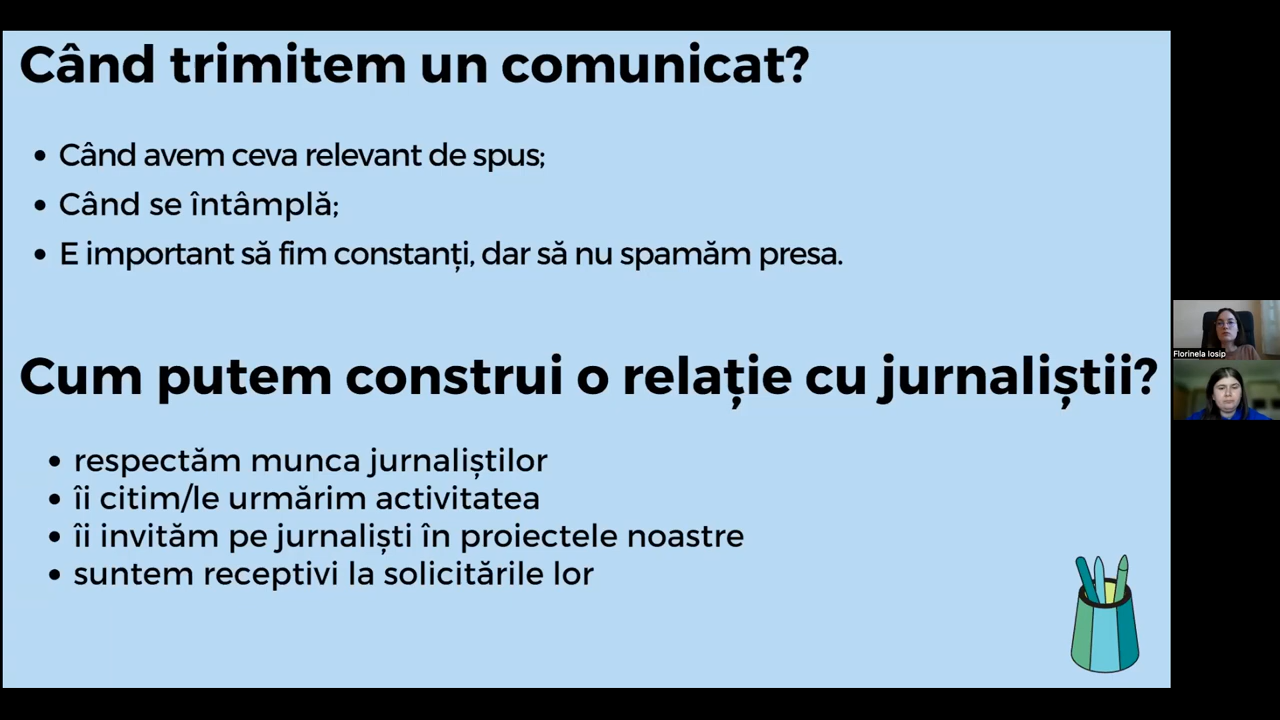 Când trimitem un comunicat?
• Când avem ceva relevant de spus;
• Când se întâmplă;
• E important să fim constanți, dar să nu spamăm presa.
Cum putem construi o relație cu jurnaliștii?
• respectăm munca jurnaliștilor
• îi citim/le urmărim activitatea
• îi invităm pe jurnaliști în proiectele noastre
• suntem receptivi la solicitările lor
Florinela Iosip